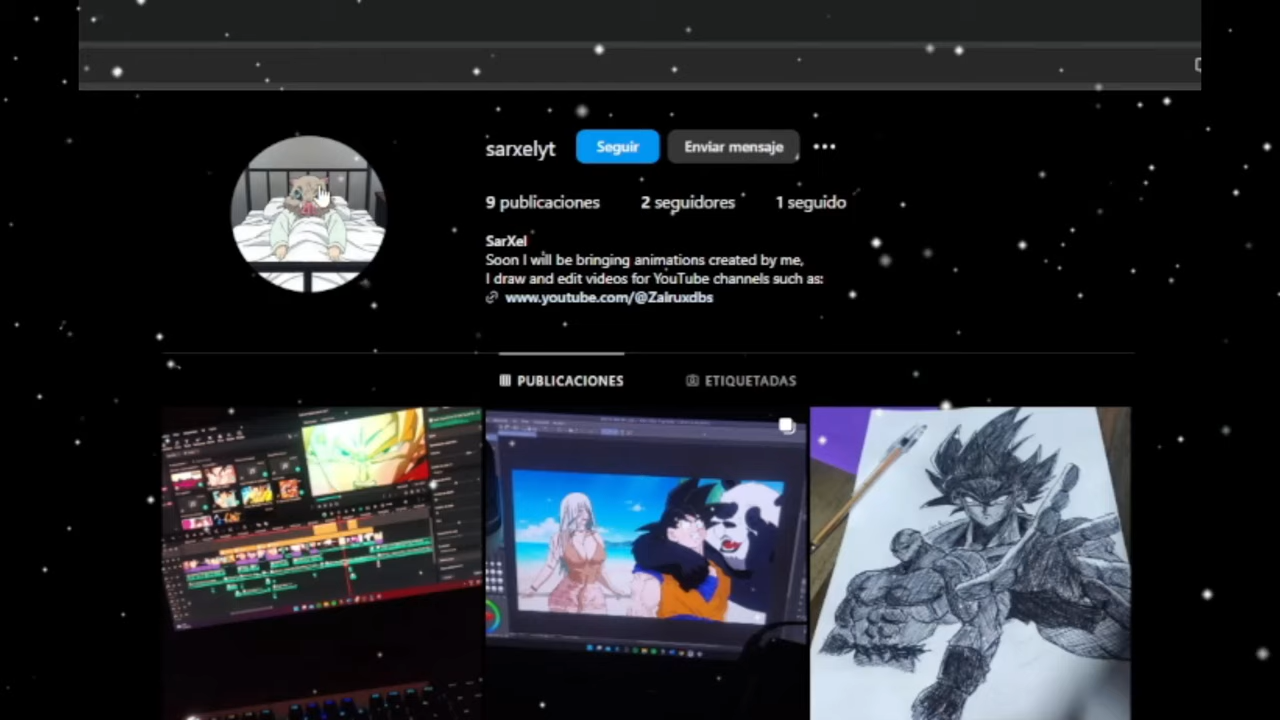 sarxelyt Seguir Enviar mensaje
9 publicaciones 2 seguidores 1 seguido
SarXel
Soon I will be bringing animations created by me,
I draw and edit videos for YouTube channels such as:
www.youtube.com/@Zairuxdbs
PUBLICACIONES ETIQUETADAS